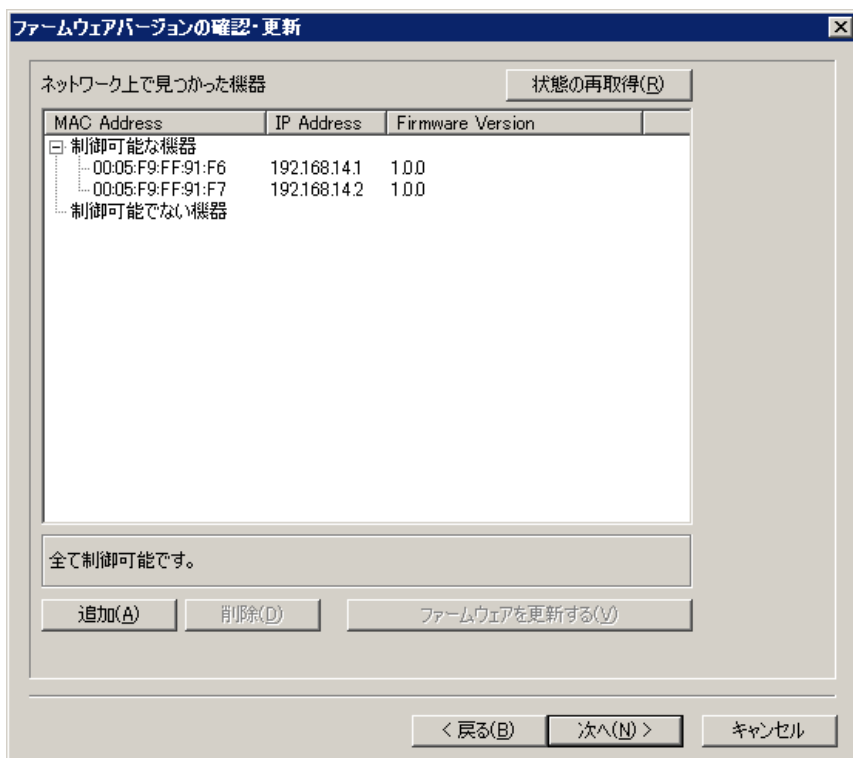 ファームウェアバージョンの確認・更新
ネットワーク上で見つかった機器
状態の再取得(R)
MAC Address IP Address Firmware Version
制御可能な機器
00:05:F9:FF:91:F6 192.168.14.1 1.0.0
00:05:F9:FF:91:F7 192.168.14.2 1.0.0
制御可能でない機器
全て制御可能です。
追加(A) 削除(D) ファームウェアを更新する(V)
< 戻る(B) 次へ(N) > キャンセル